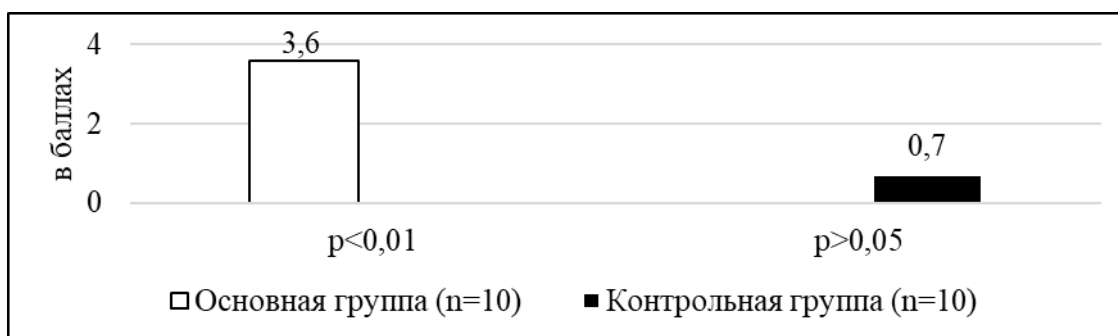 в баллах
4
2
0
3,6
0,7
p<0,01
p>0,05
Основная группа (n=10)
Контрольная группа (n=10)